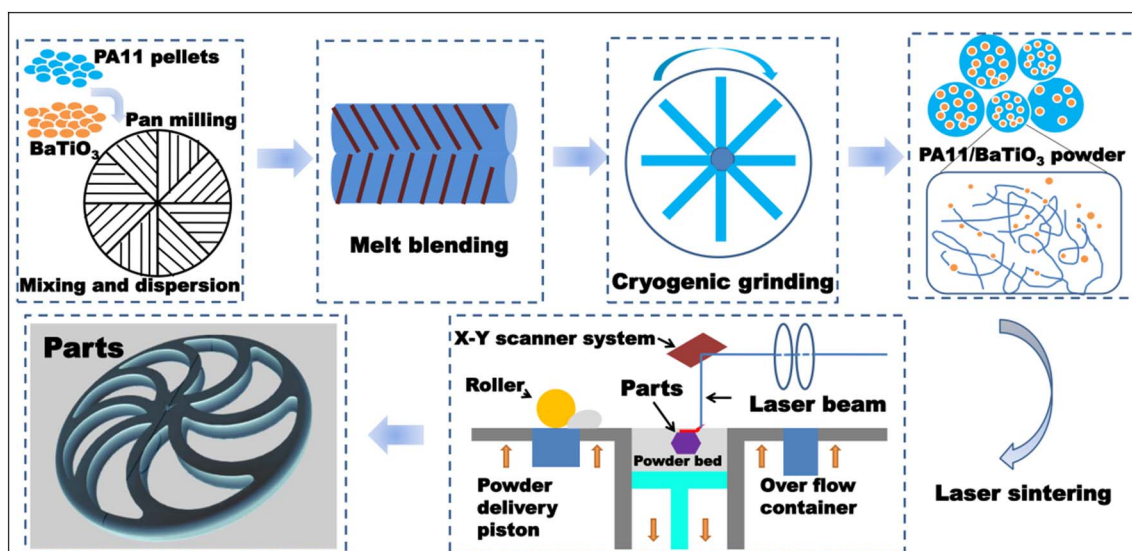 PA11 pellets
BaTiO₃
Pan milling
Mixing and dispersion
Melt blending
Cryogenic grinding
PA11/BaTiO₃ powder
Laser sintering
X-Y scanner system
Roller
Parts
Laser beam
Powder bed
Powder
delivery
piston
Over flow
container
Parts